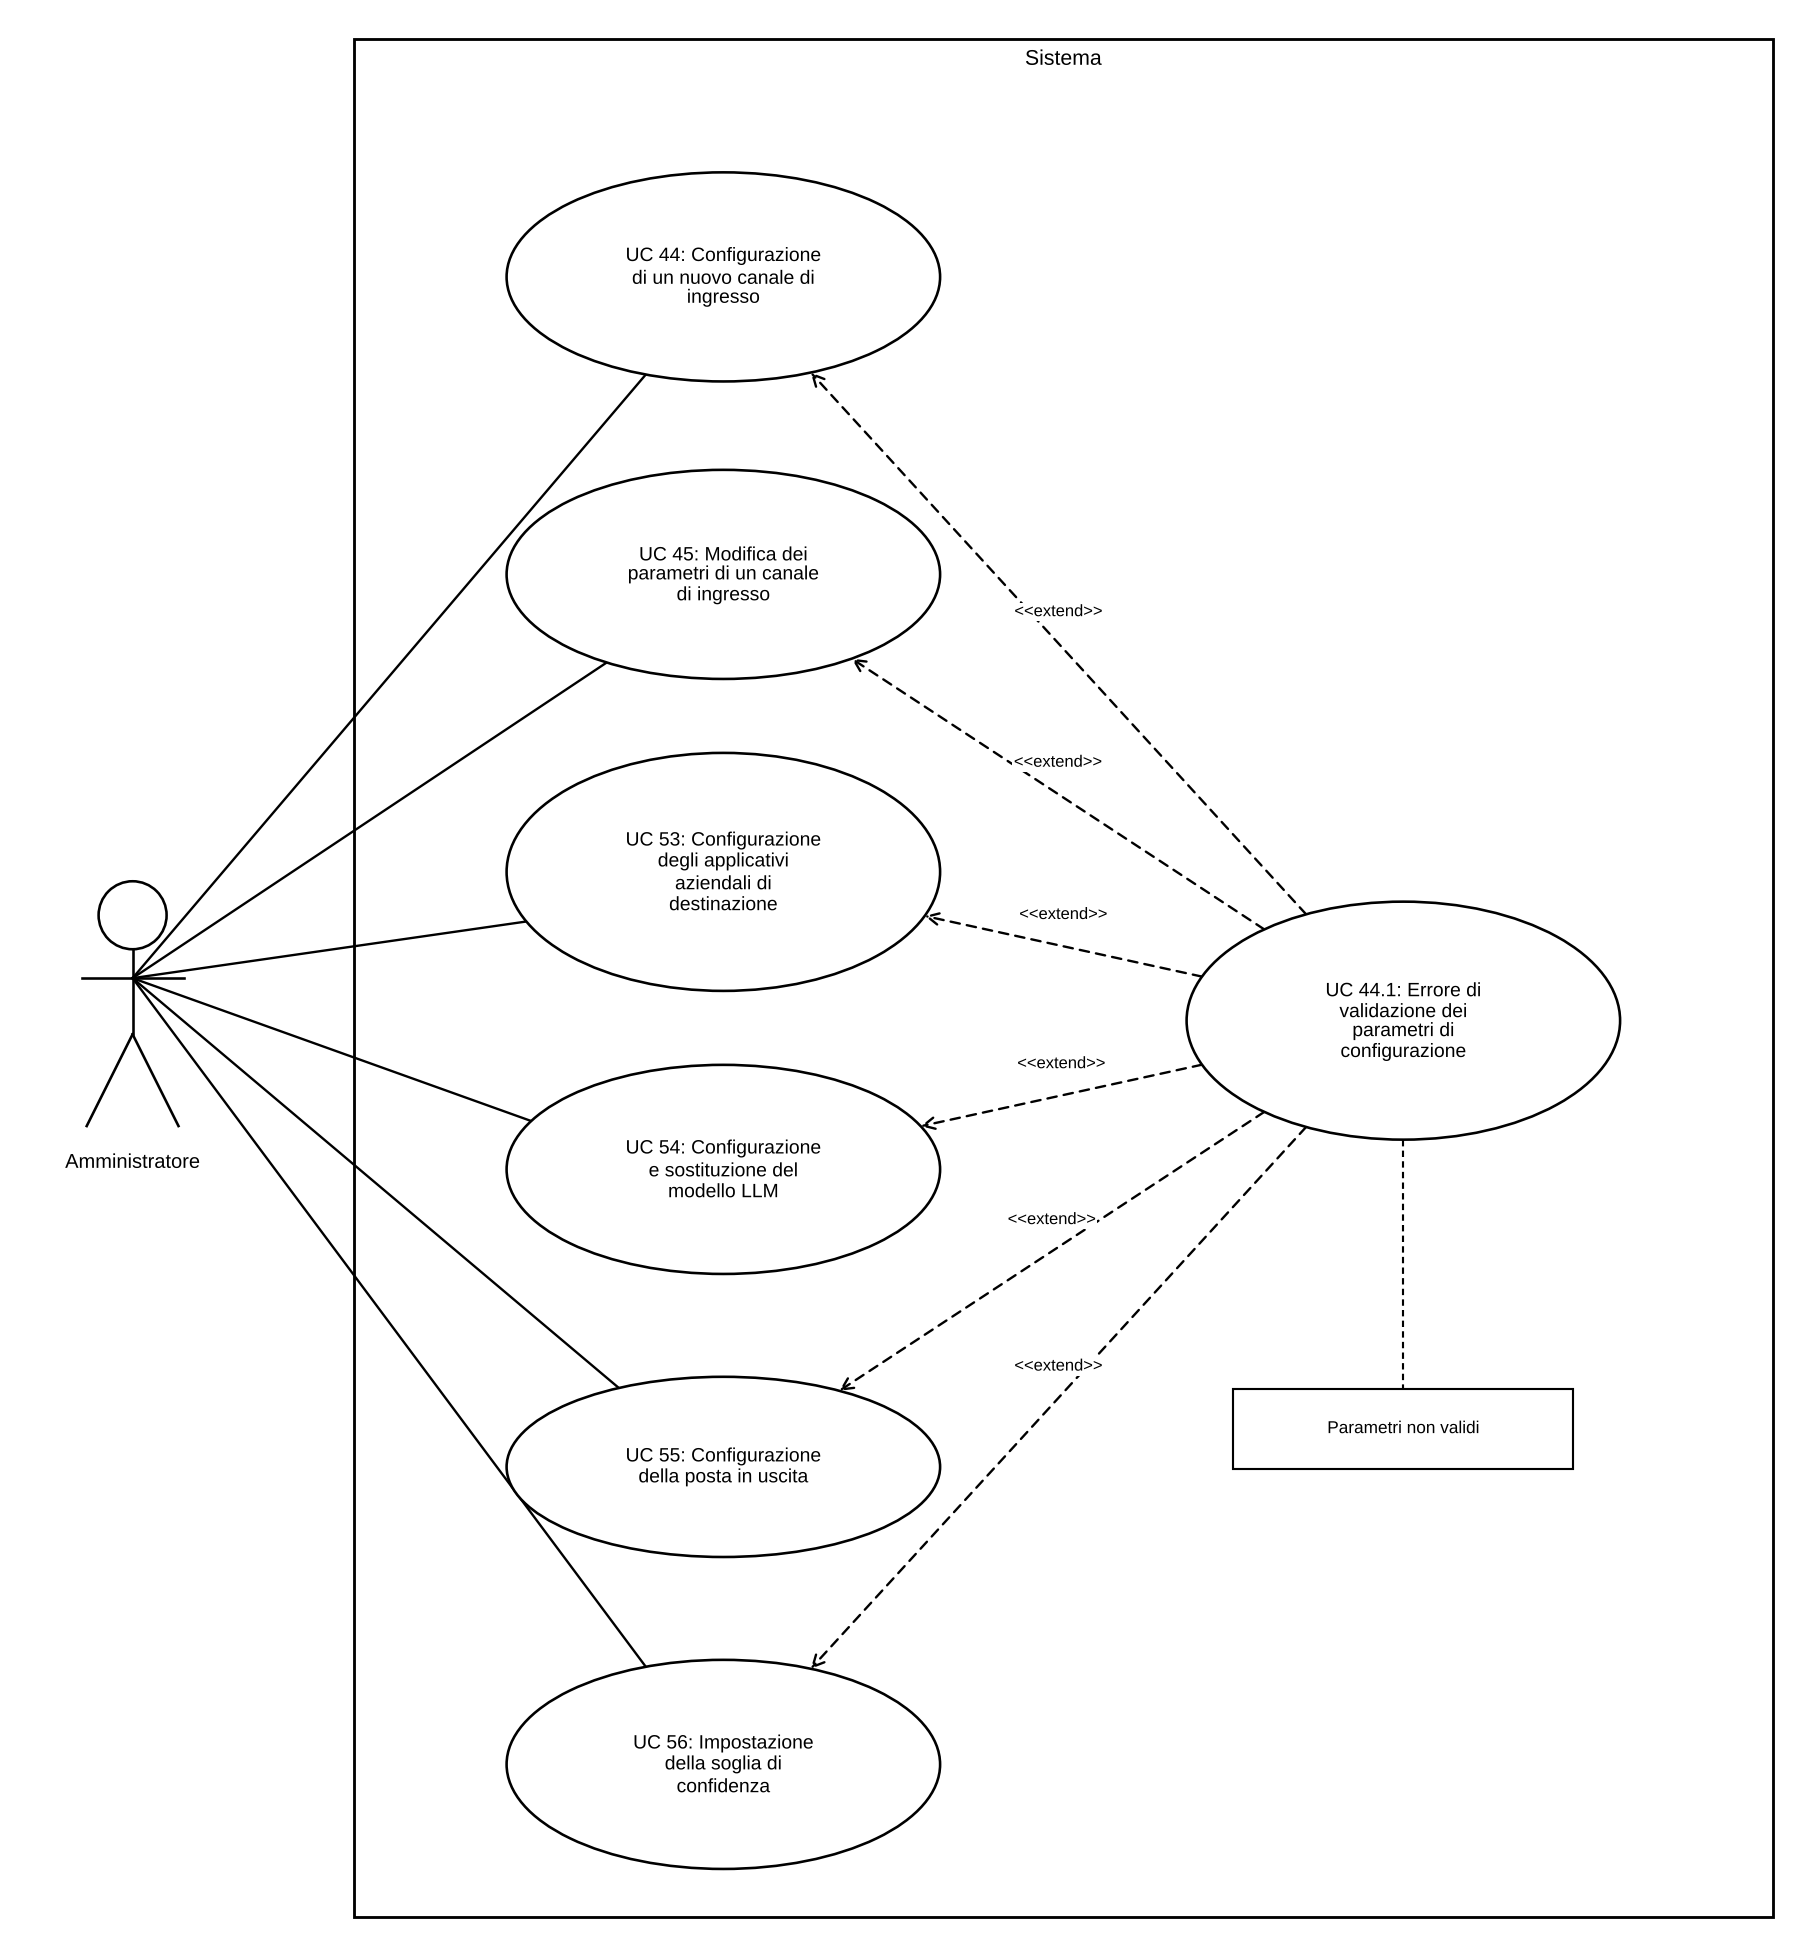 Sistema
UC 44: Configurazione
di un nuovo canale di
ingresso
UC 45: Modifica dei
parametri di un canale
di ingresso
<<extend>>
<<extend>>
UC 53: Configurazione
degli applicativi
aziendali di
destinazione
<<extend>>
UC 44.1: Errore di
validazione dei
parametri di
configurazione
<<extend>>
Amministratore
UC 54: Configurazione
e sostituzione del
modello LLM
<<extend>>
<<extend>>
Parametri non validi
UC 55: Configurazione
della posta in uscita
UC 56: Impostazione
della soglia di
confidenza